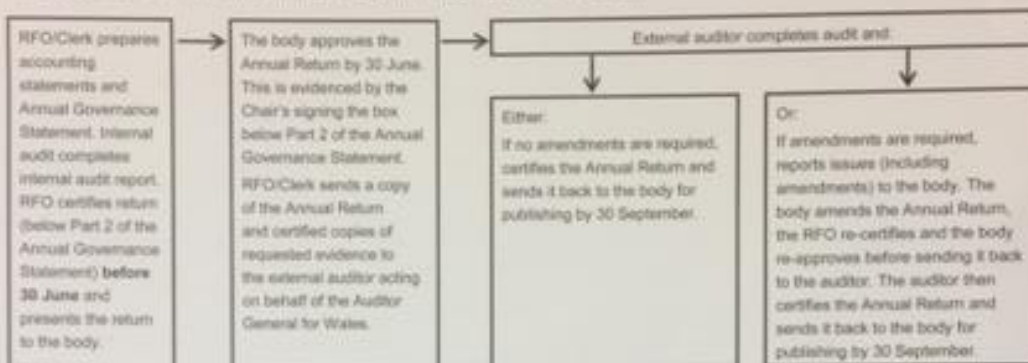 RFO/Clerk prepares
accounting
statements and
Annual Governance
Statement. Internal
audit completes
internal audit report.
RFO certifies return
(below Part 2 of the
Annual Governance
Statement) before
30 June and
presents the return
to the body.
The body approves the
Annual Return by 30 June.
This is evidenced by the
Chair's signing the box
below Part 2 of the Annual
Governance Statement.
RFO/Clerk sends a copy
of the Annual Return
and certified copies of
requested evidence to
the external auditor acting
on behalf of the Auditor
General for Wales.
External auditor completes audit and:
Either:
If no amendments are required,
certifies the Annual Return and
sends it back to the body for
publishing by 30 September.
Or:
If amendments are required,
reports issues (including
amendments) to the body. The
body amends the Annual Return,
the RFO re-certifies and the body
re-approves before sending it back
to the auditor. The auditor then
certifies the Annual Return and
sends it back to the body for
publishing by 30 September.